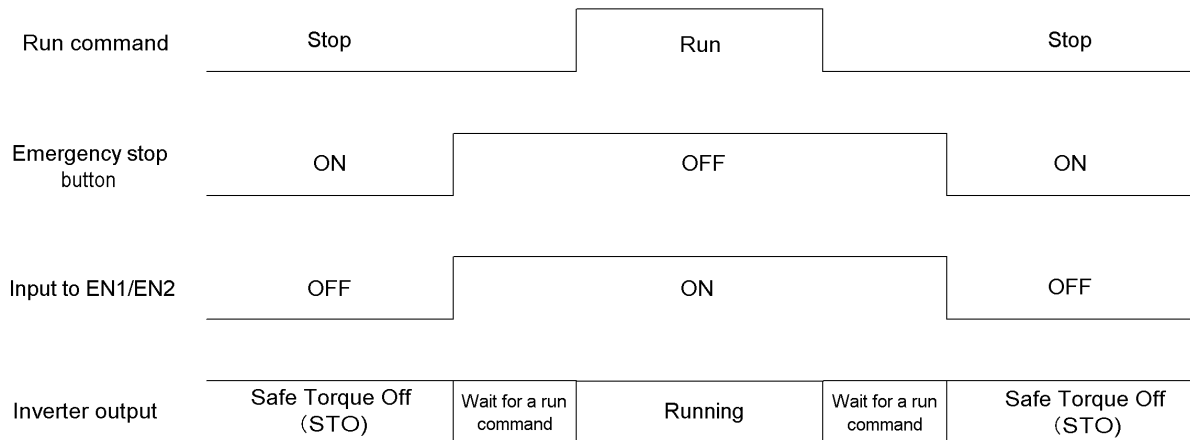 Run command
Stop
Run
Stop
Emergency stop
button
ON
OFF
ON
Input to EN1/EN2
OFF
ON
OFF
Inverter output
Safe Torque Off
(STO)
Wait for a run
command
Running
Wait for a run
command
Safe Torque Off
(STO)